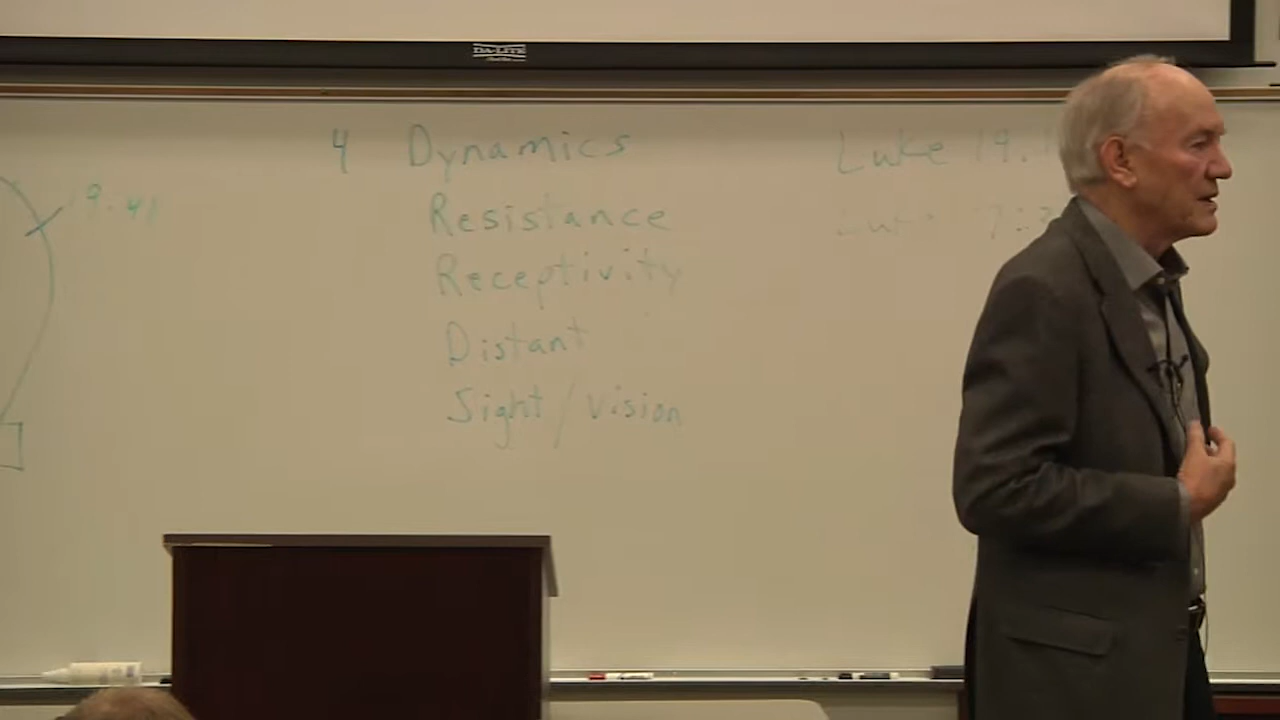 DA-LITE
4 Dynamics
Luke 19.
Resistance
Receptivity
Distant
Sight / Vision